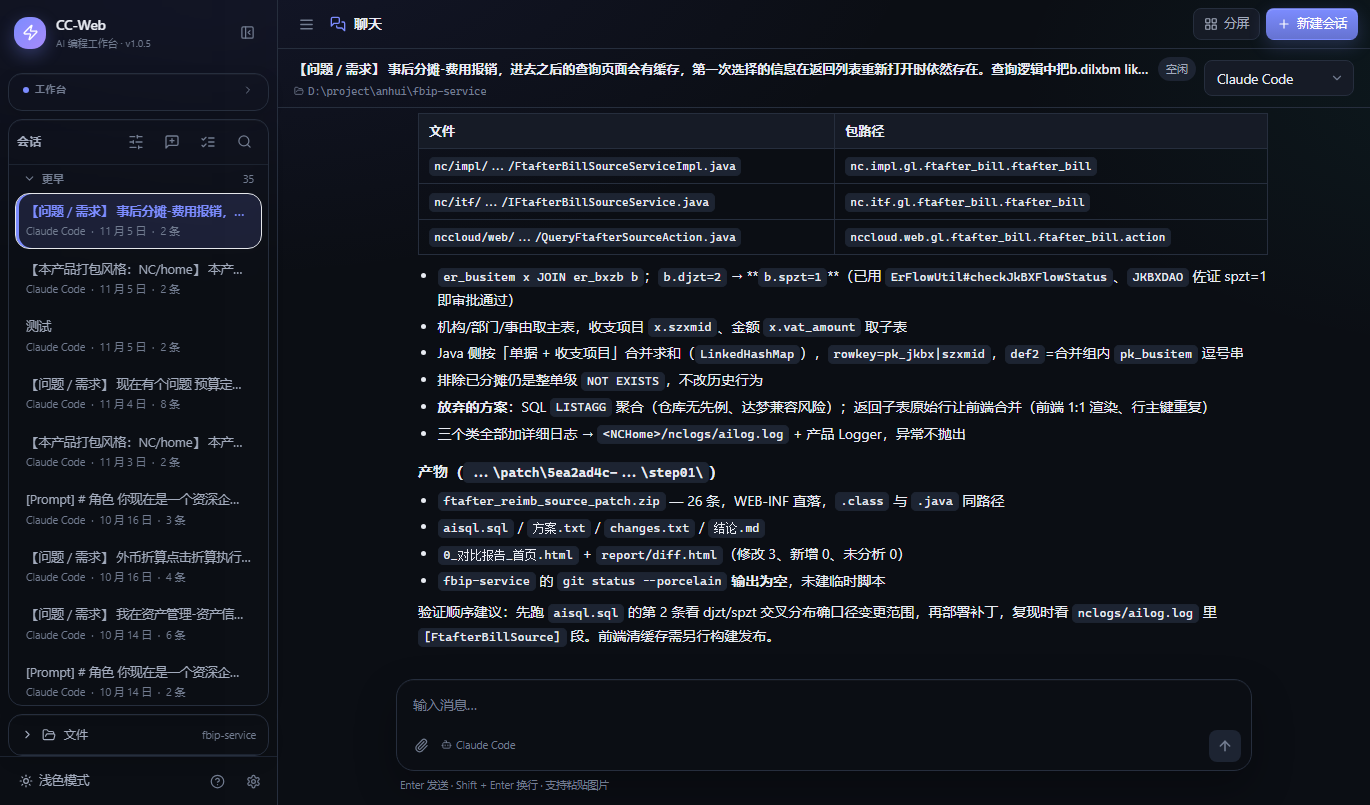 CC-Web
AI 编程工作台 · v1.0.5
工作台
会话
更早 35
【问题 / 需求】 事后分摊-费用报销，...
Claude Code · 11月5日 · 2 条
【本产品打包风格：NC/home】 本产...
Claude Code · 11月5日 · 2 条
测试
Claude Code · 11月5日 · 2 条
【问题 / 需求】 现在有个问题 预算定...
Claude Code · 11月4日 · 8 条
【本产品打包风格：NC/home】 本产...
Claude Code · 11月3日 · 2 条
[Prompt] # 角色 你现在是一个资深企...
Claude Code · 10月16日 · 3 条
【问题 / 需求】 外币折算点击折算执行...
Claude Code · 10月16日 · 4 条
【问题 / 需求】 我在资产管理-资产信...
Claude Code · 10月14日 · 6 条
[Prompt] # 角色 你现在是一个资深企...
Claude Code · 10月14日 · 2 条
文件 fbip-service
浅色模式
聊天
分屏
+ 新建会话
【问题 / 需求】 事后分摊-费用报销，进去之后的查询页面会有缓存，第一次选择的信息在返回列表重新打开时依然存在。查询逻辑中把b.dilxbm lik...
空闲
Claude Code
D:\project\anhui\fbip-service
文件 包路径
nc/impl/.../FtafterBillSourceServiceImpl.java nc.impl.gl.ftafter_bill.ftafter_bill
nc/itf/.../IFtafterBillSourceService.java nc.itf.gl.ftafter_bill.ftafter_bill
nccloud/web/.../QueryFtafterSourceAction.java nccloud.web.gl.ftafter_bill.ftafter_bill.action
• er_busitem x JOIN er_bxzb b； b.djzt=2 → ** b.spzt=1 **（已用 ErFlowUtil#checkJkBXFlowStatus、 JKBXDAO 佐证 spzt=1
即审批通过）
• 机构/部门/事由取主表，收支项目 x.szxmid、金额 x.vat_amount 取子表
• Java 侧按「单据 + 收支项目」合并求和（ LinkedHashMap ），rowkey=pk_jkbx|szxmid， def2 =合并组内 pk_busitem 逗号串
• 排除已分摊仍是整单级 NOT EXISTS，不改历史行为
• 放弃的方案：SQL LISTAGG 聚合（仓库无先例、达梦兼容风险）；返回子表原始行让前端合并（前端 1:1 渲染、行主键重复）
• 三个类全部加详细日志 → <NCHome>/nclogs/ailog.log + 产品 Logger，异常不抛出
产物（ ...\patch\5ea2ad4c-...\step01\ ）
• ftafter_reimb_source_patch.zip — 26 条，WEB-INF 直落，.class 与 .java 同路径
• aisql.sql / 方案.txt / changes.txt / 结论.md
• 0_对比报告_首页.html + report/diff.html （修改 3、新增 0、未分析 0）
• fbip-service 的 git status --porcelain 输出为空，未建临时脚本
验证顺序建议：先跑 aisql.sql 的第 2 条看 djzt/spzt 交叉分布确口径变更范围，再部署补丁，复现时看 nclogs/ailog.log 里
[FtafterBillSource] 段。前端清缓存需另行构建发布。
输入消息...
Claude Code
Enter 发送 · Shift + Enter 换行 · 支持粘贴图片